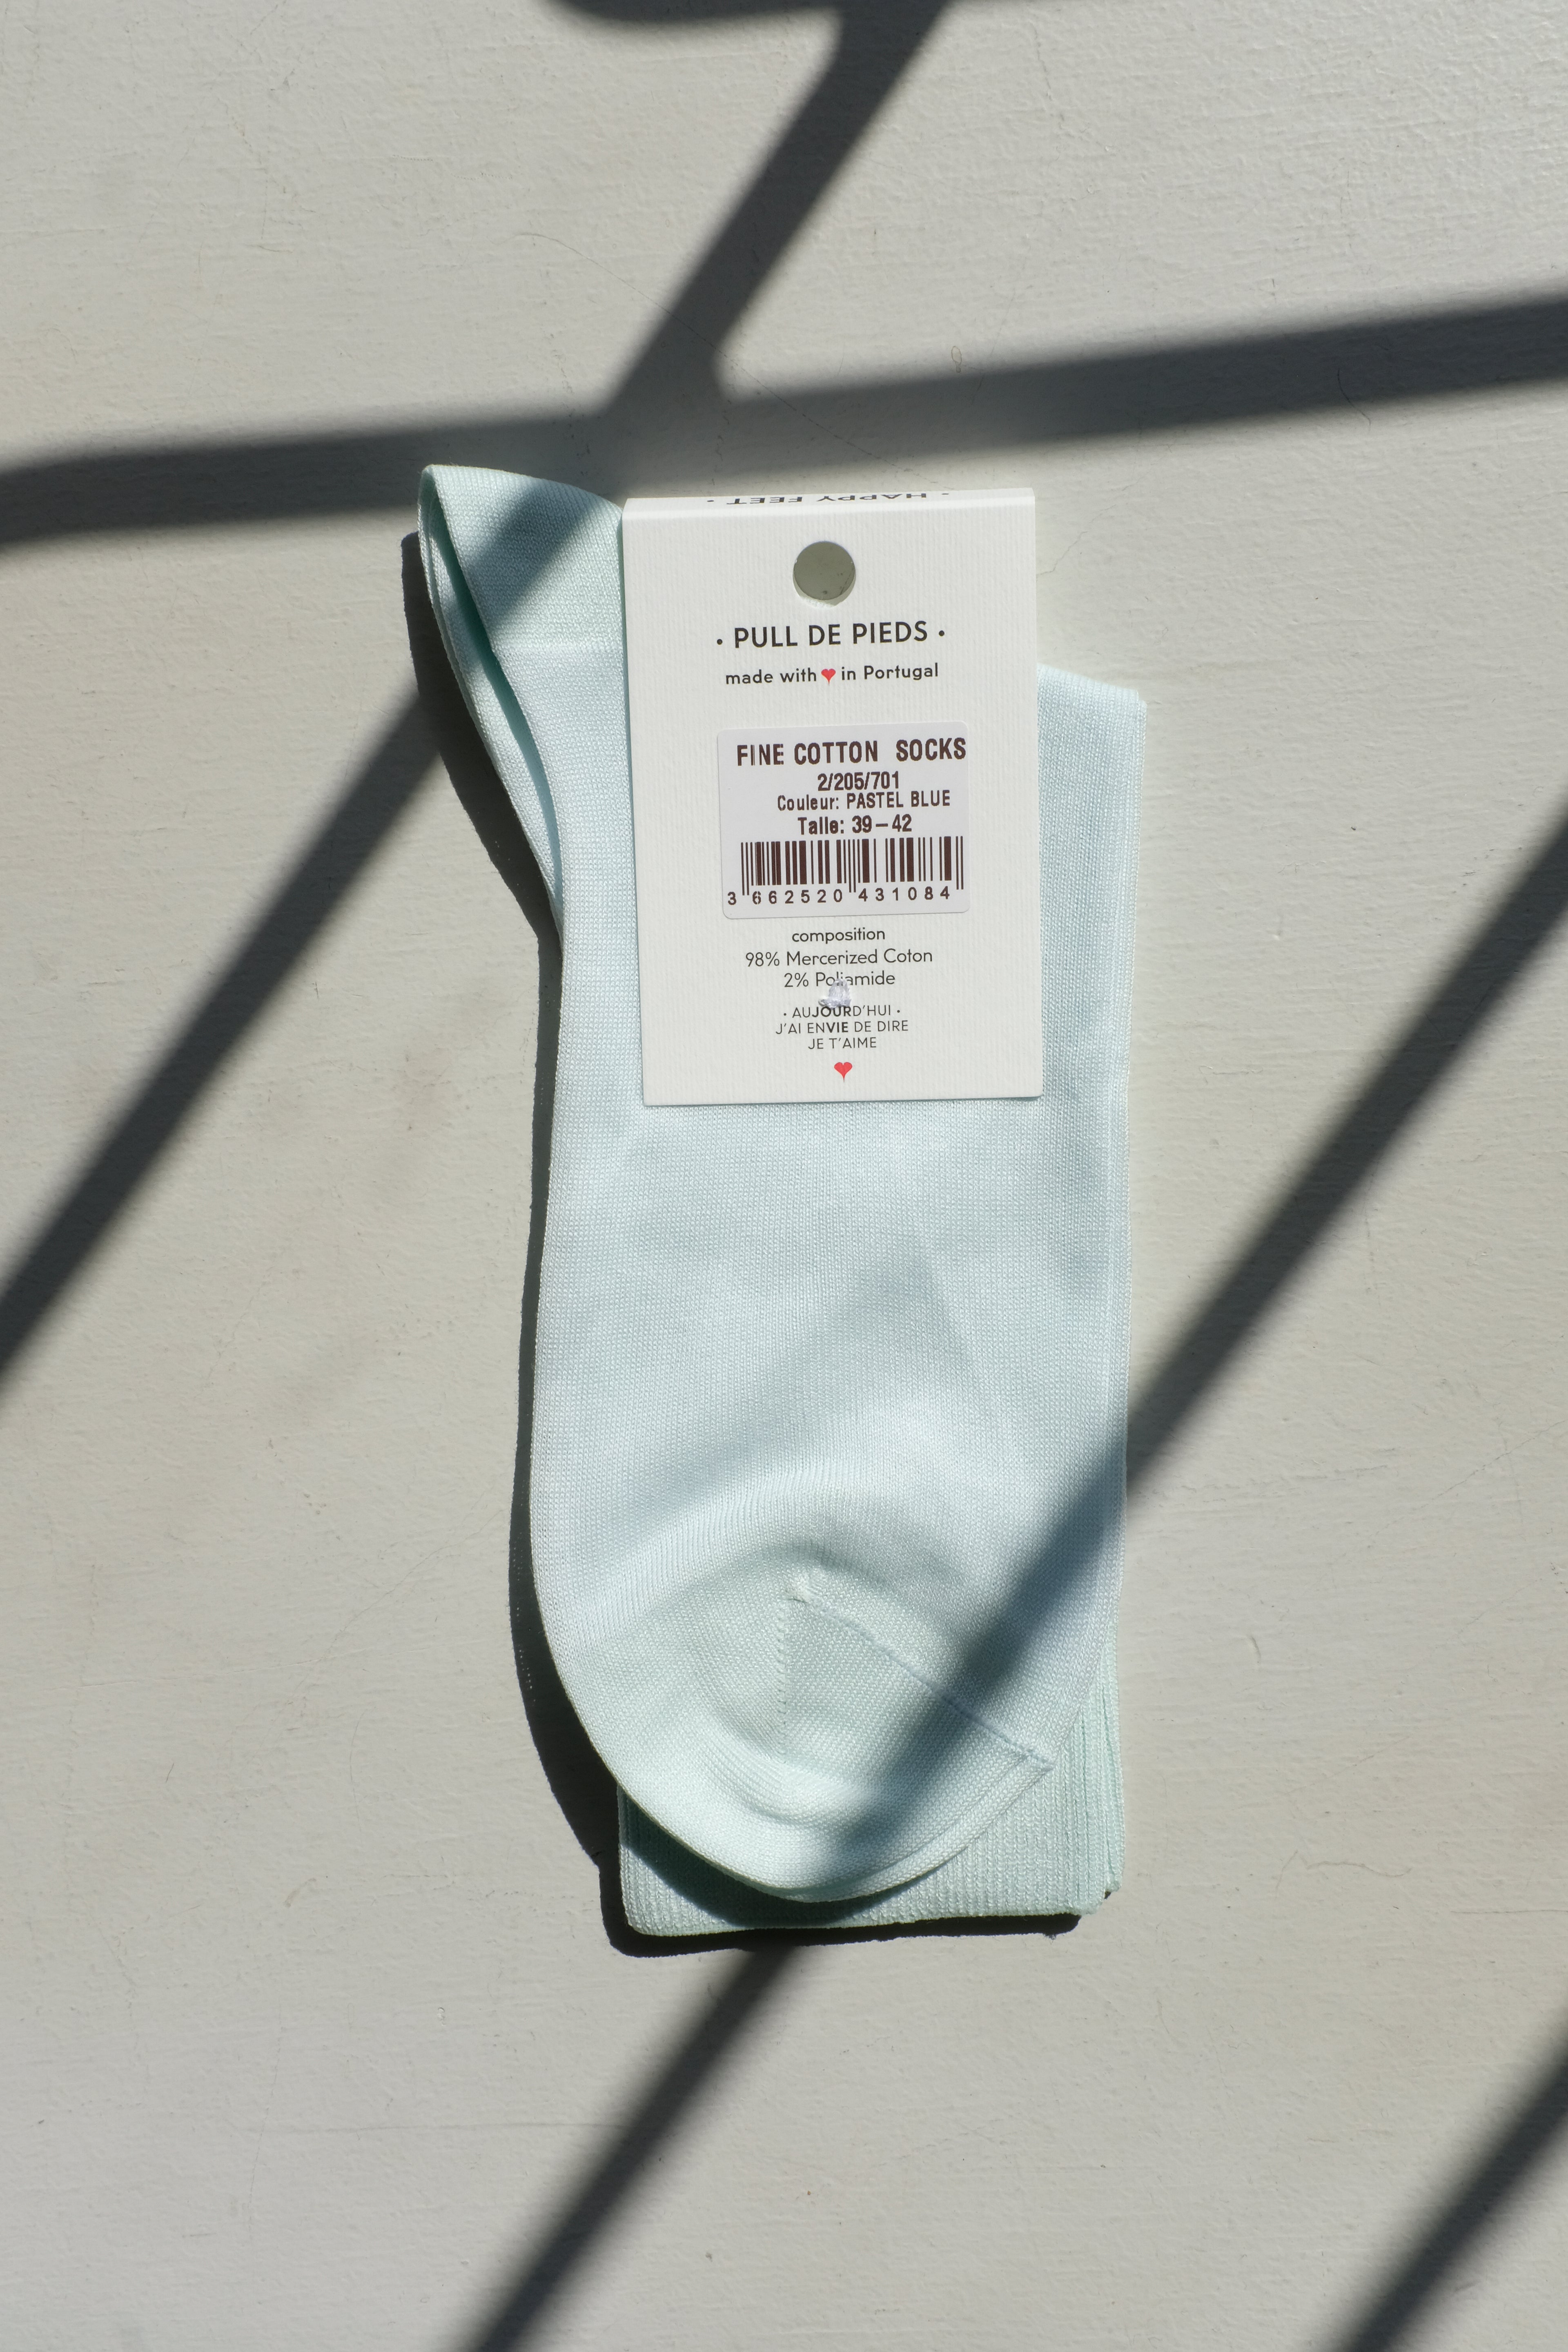 · HAPPY FEET ·
· PULL DE PIEDS ·
made with ♥ in Portugal
FINE COTTON SOCKS
2/205/701
Couleur: PASTEL BLUE
Taille: 39–42
3 662520 431084
composition
98% Mercerized Coton
2% Poliamide
· AUJOURD'HUI ·
J'AI ENVIE DE DIRE
JE T'AIME
♥